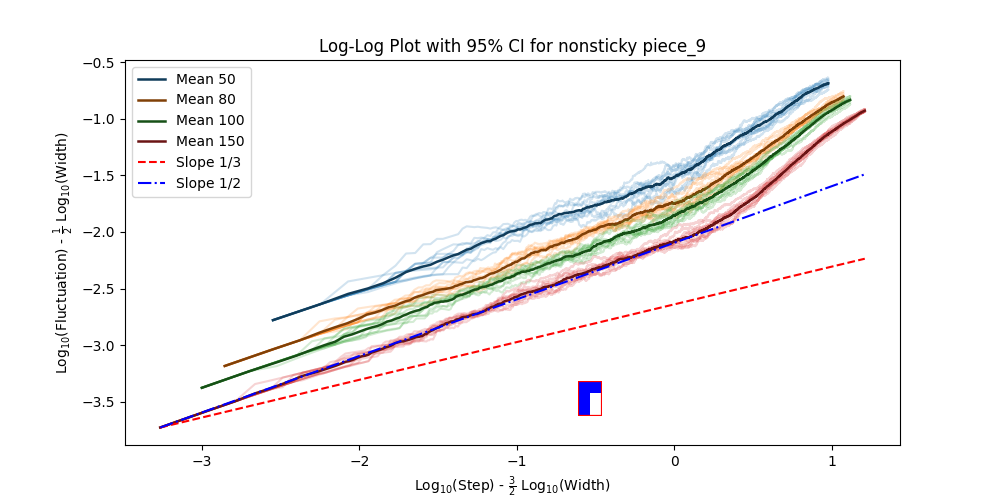 Log-Log Plot with 95% CI for nonsticky piece_9
Log₁₀(Fluctuation) - ½ Log₁₀(Width)
−0.5
−1.0
−1.5
−2.0
−2.5
−3.0
−3.5
Mean 50
Mean 80
Mean 100
Mean 150
Slope 1/3
Slope 1/2
−3
−2
−1
0
1
Log₁₀(Step) - 3/2 Log₁₀(Width)